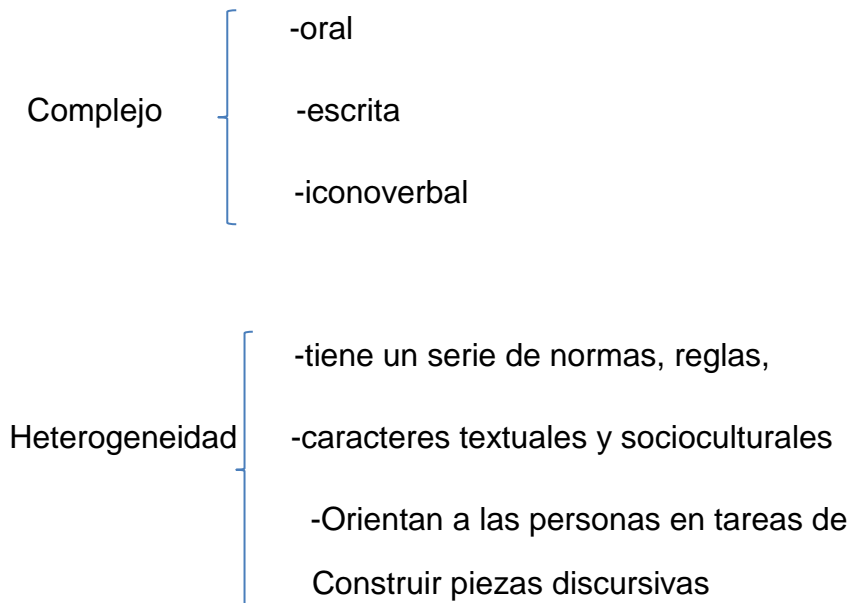 -oral
Complejo -escrita
-iconoverbal
-tiene un serie de normas, reglas,
Heterogeneidad -caracteres textuales y socioculturales
-Orientan a las personas en tareas de
Construir piezas discursivas